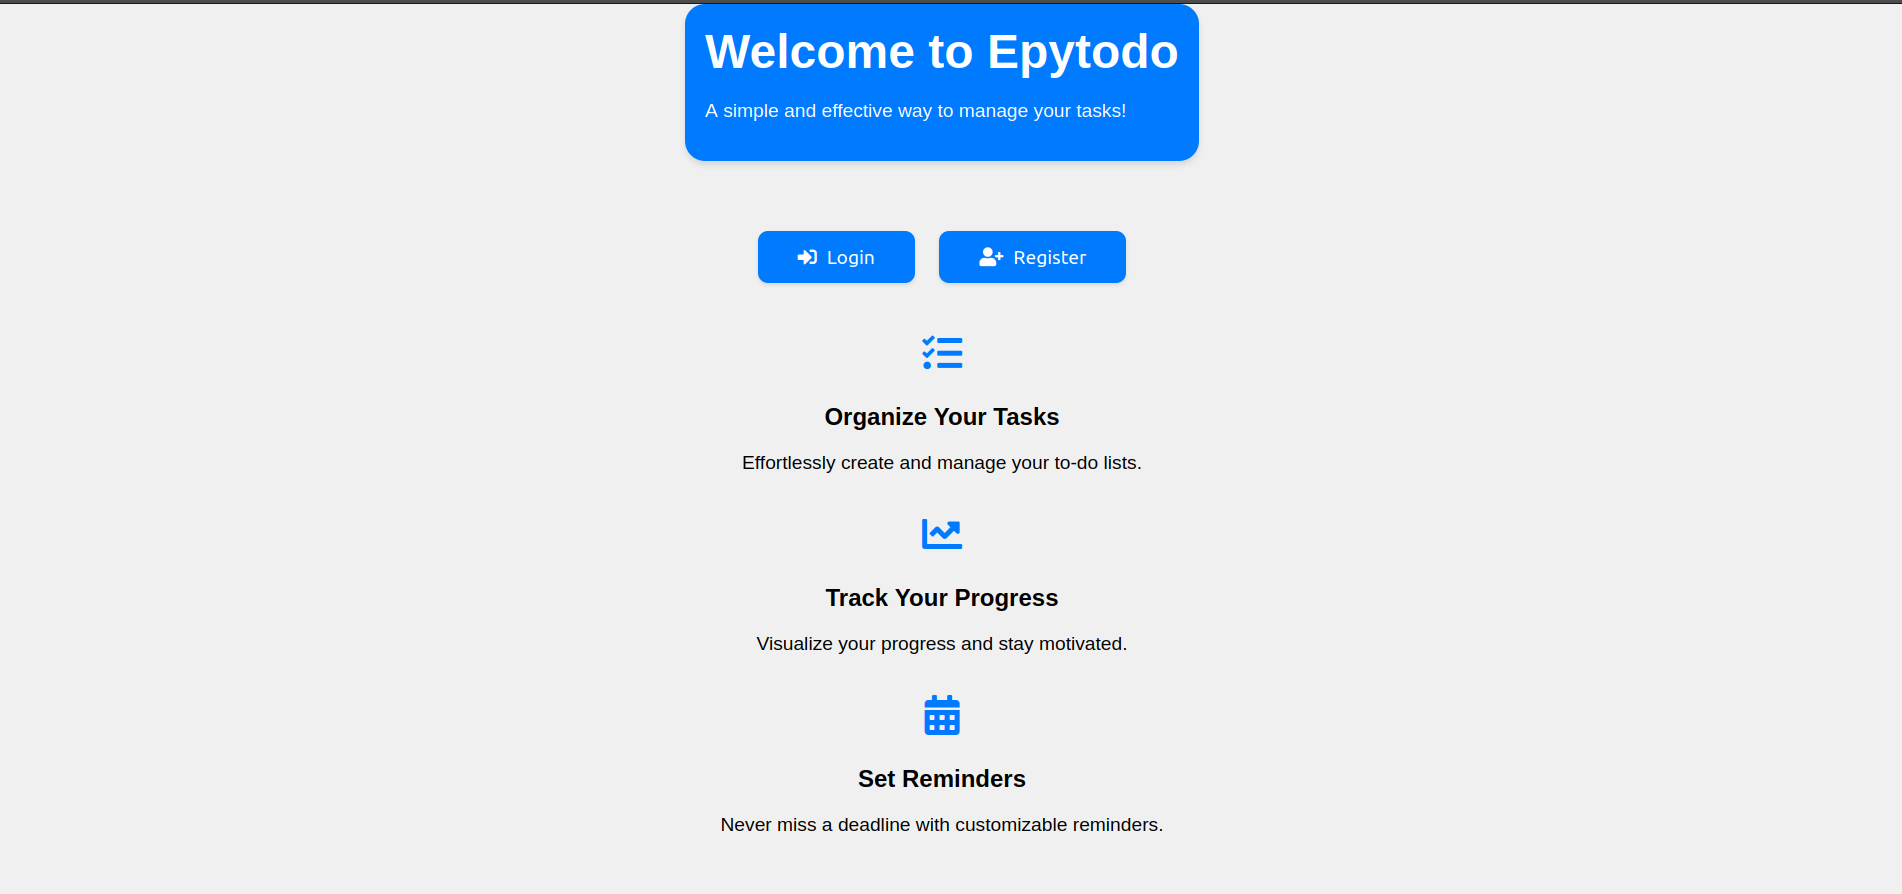 Welcome to Epytodo
A simple and effective way to manage your tasks!
Login
Register
Organize Your Tasks
Effortlessly create and manage your to-do lists.
Track Your Progress
Visualize your progress and stay motivated.
Set Reminders
Never miss a deadline with customizable reminders.